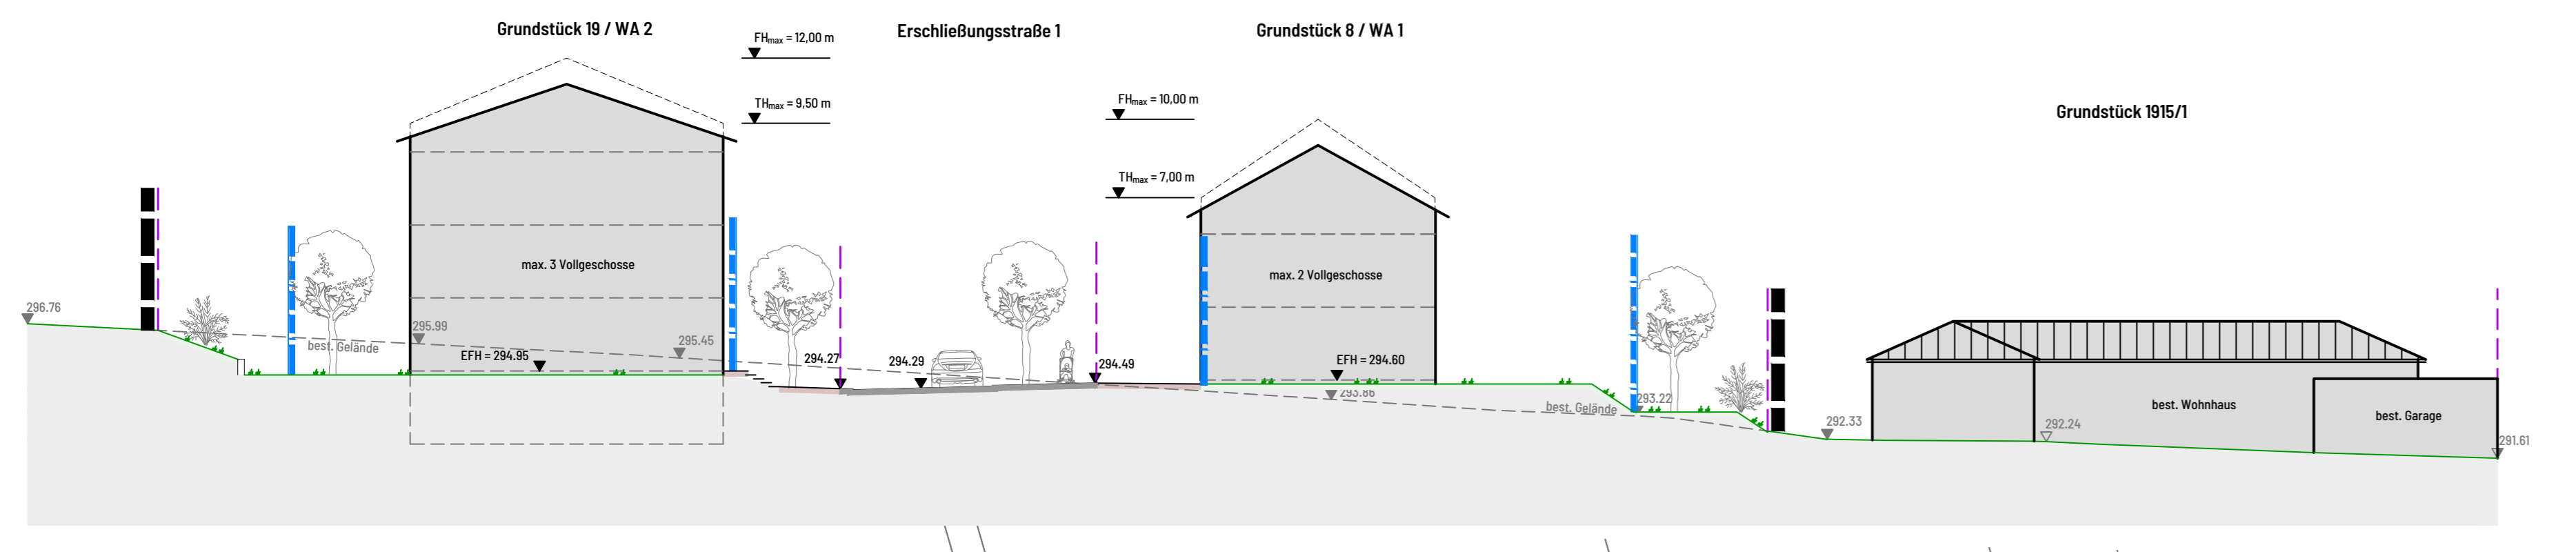 Grundstück 19 / WA 2
Erschließungsstraße 1
Grundstück 8 / WA 1
Grundstück 1915/1
FHmax = 12,00 m
THmax = 9,50 m
FHmax = 10,00 m
THmax = 7,00 m
max. 3 Vollgeschosse
max. 2 Vollgeschosse
296.76
best. Gelände
295.99
EFH = 294.95
295.45
294.27
294.29
294.49
EFH = 294.60
293.86
best. Gelände
293.22
292.33
292.24
best. Wohnhaus
best. Garage
291.61